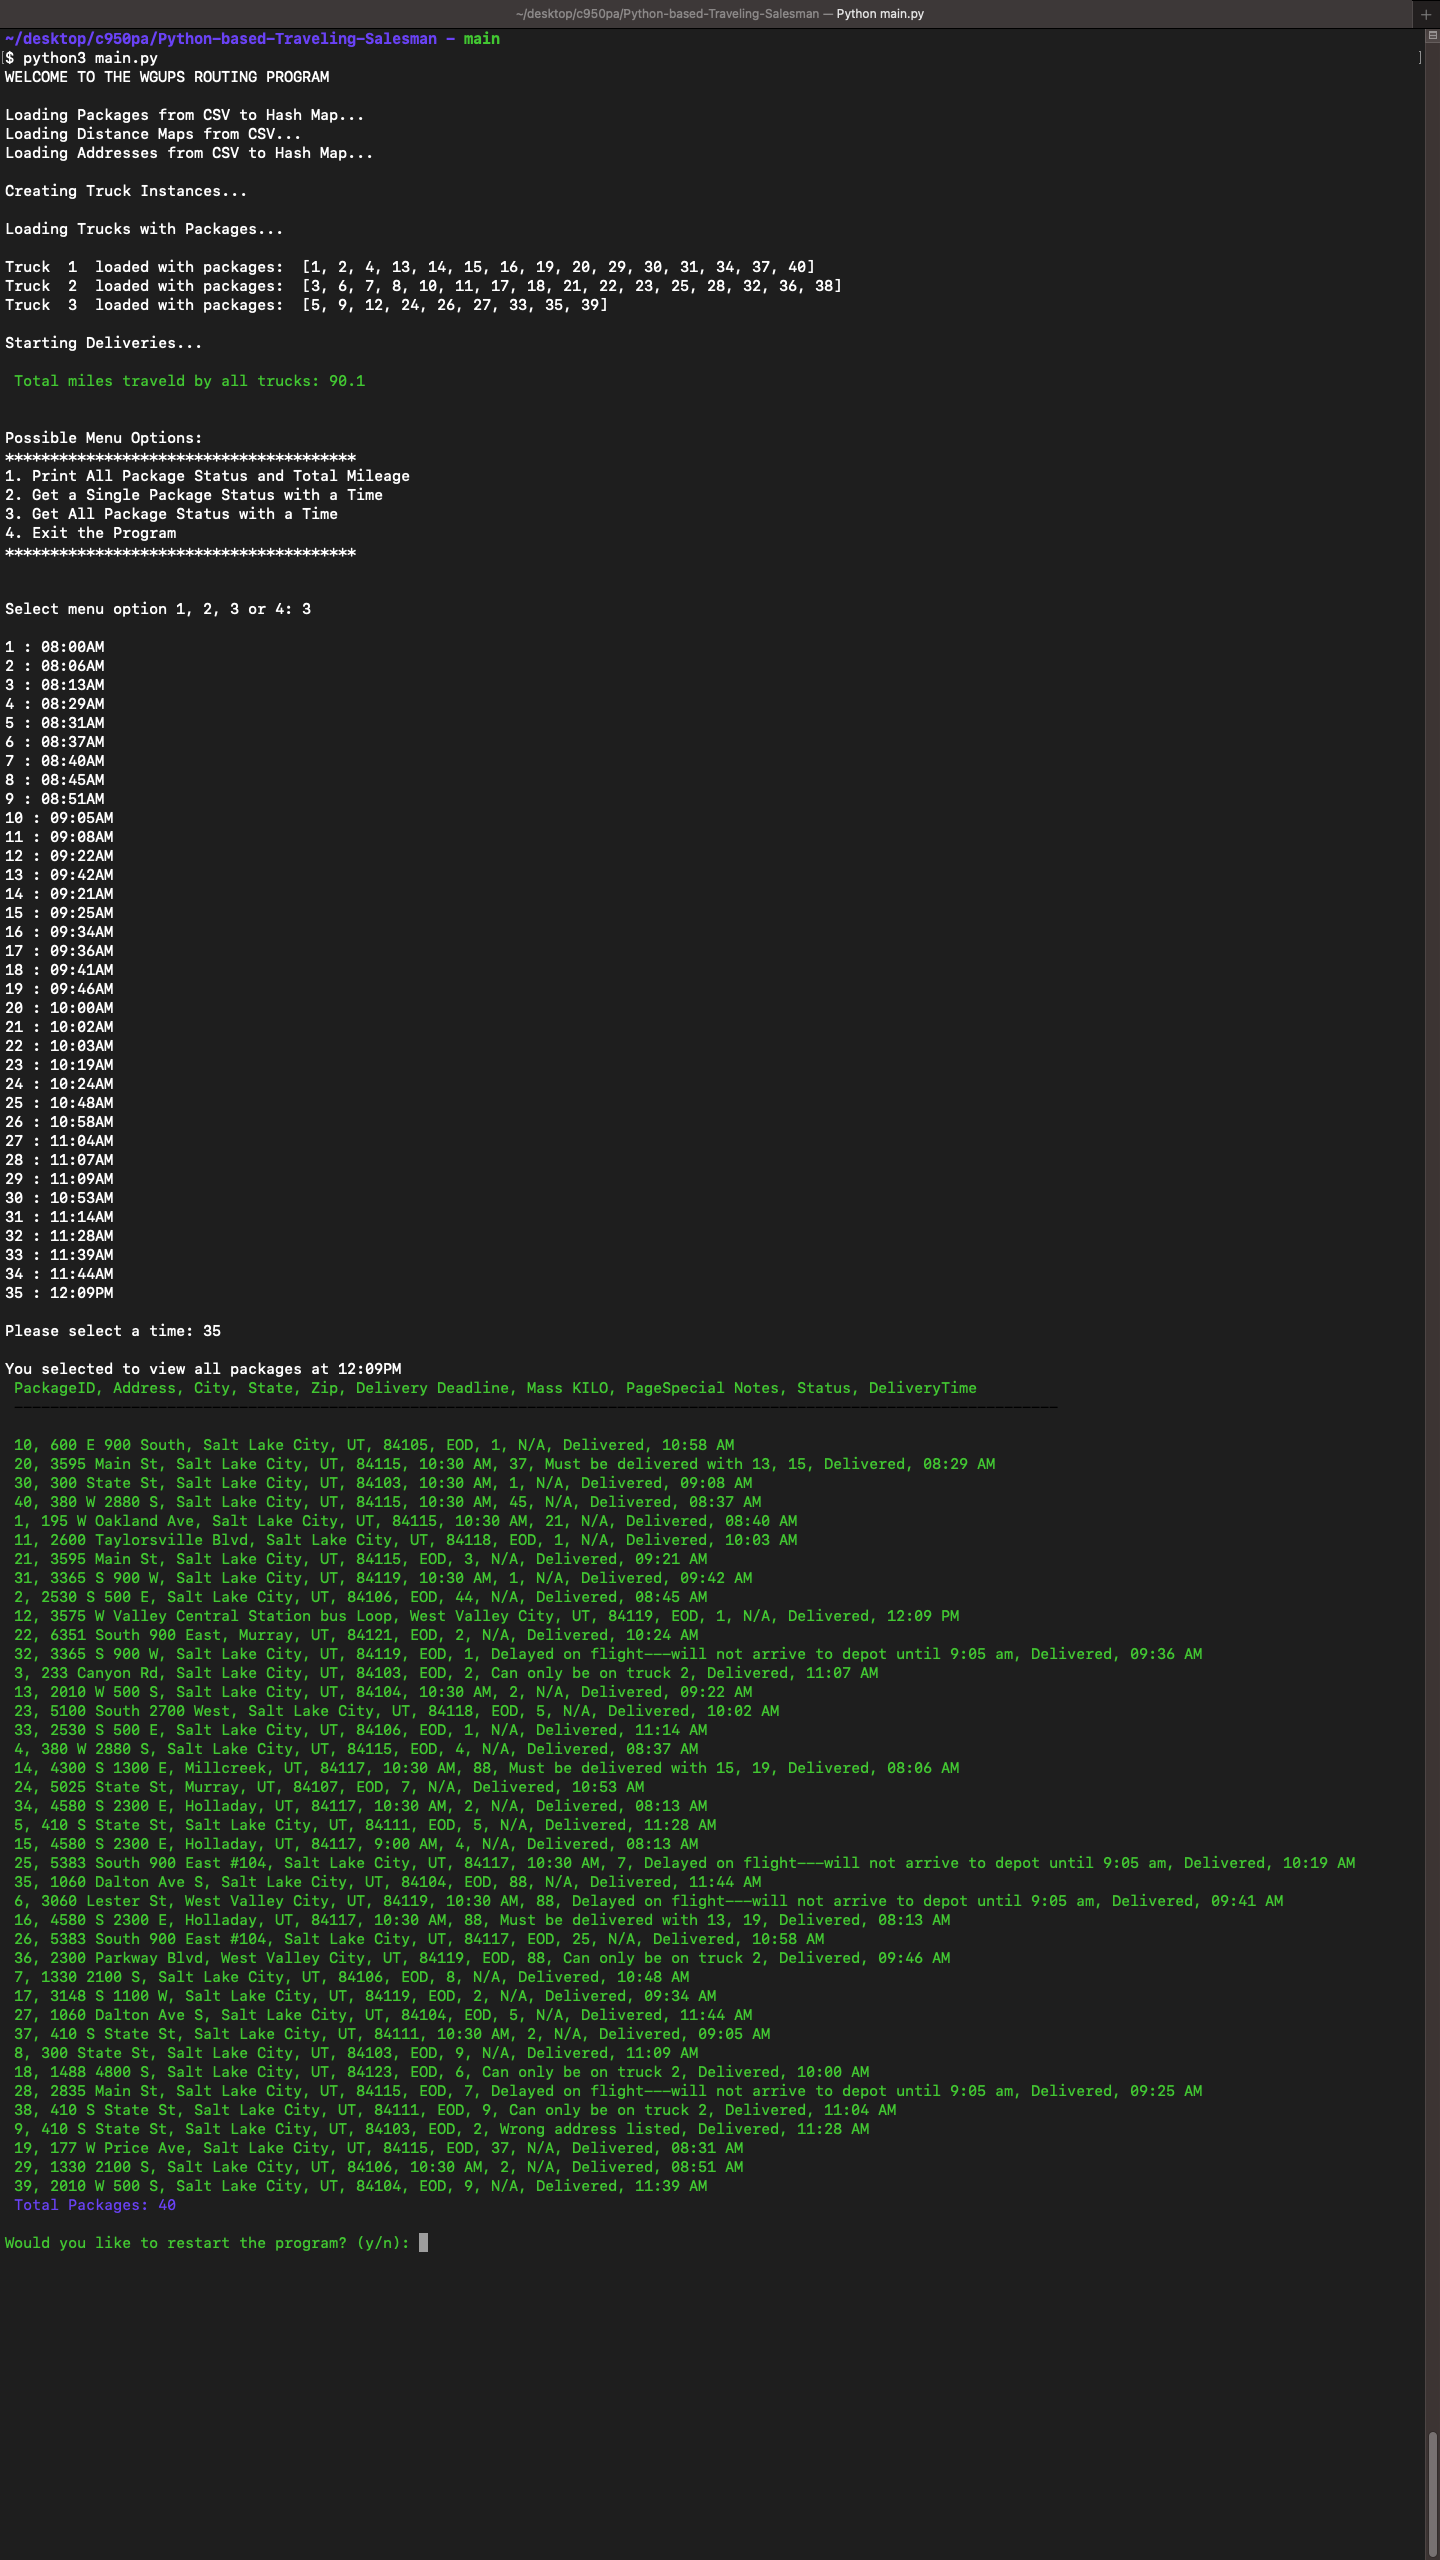 ~/desktop/c950pa/Python-based-Traveling-Salesman — Python main.py
~/desktop/c950pa/Python-based-Traveling-Salesman - main
$ python3 main.py
WELCOME TO THE WGUPS ROUTING PROGRAM
Loading Packages from CSV to Hash Map...
Loading Distance Maps from CSV...
Loading Addresses from CSV to Hash Map...
Creating Truck Instances...
Loading Trucks with Packages...
Truck  1  loaded with packages:  [1, 2, 4, 13, 14, 15, 16, 19, 20, 29, 30, 31, 34, 37, 40]
Truck  2  loaded with packages:  [3, 6, 7, 8, 10, 11, 17, 18, 21, 22, 23, 25, 28, 32, 36, 38]
Truck  3  loaded with packages:  [5, 9, 12, 24, 26, 27, 33, 35, 39]
Starting Deliveries...
Total miles traveld by all trucks: 90.1
Possible Menu Options:
***************************************
1. Print All Package Status and Total Mileage
2. Get a Single Package Status with a Time
3. Get All Package Status with a Time
4. Exit the Program
***************************************
Select menu option 1, 2, 3 or 4: 3
1 : 08:00AM
2 : 08:06AM
3 : 08:13AM
4 : 08:29AM
5 : 08:31AM
6 : 08:37AM
7 : 08:40AM
8 : 08:45AM
9 : 08:51AM
10 : 09:05AM
11 : 09:08AM
12 : 09:22AM
13 : 09:42AM
14 : 09:21AM
15 : 09:25AM
16 : 09:34AM
17 : 09:36AM
18 : 09:41AM
19 : 09:46AM
20 : 10:00AM
21 : 10:02AM
22 : 10:03AM
23 : 10:19AM
24 : 10:24AM
25 : 10:48AM
26 : 10:58AM
27 : 11:04AM
28 : 11:07AM
29 : 11:09AM
30 : 10:53AM
31 : 11:14AM
32 : 11:28AM
33 : 11:39AM
34 : 11:44AM
35 : 12:09PM
Please select a time: 35
You selected to view all packages at 12:09PM
PackageID, Address, City, State, Zip, Delivery Deadline, Mass KILO, PageSpecial Notes, Status, DeliveryTime
10, 600 E 900 South, Salt Lake City, UT, 84105, EOD, 1, N/A, Delivered, 10:58 AM
20, 3595 Main St, Salt Lake City, UT, 84115, 10:30 AM, 37, Must be delivered with 13, 15, Delivered, 08:29 AM
30, 300 State St, Salt Lake City, UT, 84103, 10:30 AM, 1, N/A, Delivered, 09:08 AM
40, 380 W 2880 S, Salt Lake City, UT, 84115, 10:30 AM, 45, N/A, Delivered, 08:37 AM
1, 195 W Oakland Ave, Salt Lake City, UT, 84115, 10:30 AM, 21, N/A, Delivered, 08:40 AM
11, 2600 Taylorsville Blvd, Salt Lake City, UT, 84118, EOD, 1, N/A, Delivered, 10:03 AM
21, 3595 Main St, Salt Lake City, UT, 84115, EOD, 3, N/A, Delivered, 09:21 AM
31, 3365 S 900 W, Salt Lake City, UT, 84119, 10:30 AM, 1, N/A, Delivered, 09:42 AM
2, 2530 S 500 E, Salt Lake City, UT, 84106, EOD, 44, N/A, Delivered, 08:45 AM
12, 3575 W Valley Central Station bus Loop, West Valley City, UT, 84119, EOD, 1, N/A, Delivered, 12:09 PM
22, 6351 South 900 East, Murray, UT, 84121, EOD, 2, N/A, Delivered, 10:24 AM
32, 3365 S 900 W, Salt Lake City, UT, 84119, EOD, 1, Delayed on flight---will not arrive to depot until 9:05 am, Delivered, 09:36 AM
3, 233 Canyon Rd, Salt Lake City, UT, 84103, EOD, 2, Can only be on truck 2, Delivered, 11:07 AM
13, 2010 W 500 S, Salt Lake City, UT, 84104, 10:30 AM, 2, N/A, Delivered, 09:22 AM
23, 5100 South 2700 West, Salt Lake City, UT, 84118, EOD, 5, N/A, Delivered, 10:02 AM
33, 2530 S 500 E, Salt Lake City, UT, 84106, EOD, 1, N/A, Delivered, 11:14 AM
4, 380 W 2880 S, Salt Lake City, UT, 84115, EOD, 4, N/A, Delivered, 08:37 AM
14, 4300 S 1300 E, Millcreek, UT, 84117, 10:30 AM, 88, Must be delivered with 15, 19, Delivered, 08:06 AM
24, 5025 State St, Murray, UT, 84107, EOD, 7, N/A, Delivered, 10:53 AM
34, 4580 S 2300 E, Holladay, UT, 84117, 10:30 AM, 2, N/A, Delivered, 08:13 AM
5, 410 S State St, Salt Lake City, UT, 84111, EOD, 5, N/A, Delivered, 11:28 AM
15, 4580 S 2300 E, Holladay, UT, 84117, 9:00 AM, 4, N/A, Delivered, 08:13 AM
25, 5383 South 900 East #104, Salt Lake City, UT, 84117, 10:30 AM, 7, Delayed on flight---will not arrive to depot until 9:05 am, Delivered, 10:19 AM
35, 1060 Dalton Ave S, Salt Lake City, UT, 84104, EOD, 88, N/A, Delivered, 11:44 AM
6, 3060 Lester St, West Valley City, UT, 84119, 10:30 AM, 88, Delayed on flight---will not arrive to depot until 9:05 am, Delivered, 09:41 AM
16, 4580 S 2300 E, Holladay, UT, 84117, 10:30 AM, 88, Must be delivered with 13, 19, Delivered, 08:13 AM
26, 5383 South 900 East #104, Salt Lake City, UT, 84117, EOD, 25, N/A, Delivered, 10:58 AM
36, 2300 Parkway Blvd, West Valley City, UT, 84119, EOD, 88, Can only be on truck 2, Delivered, 09:46 AM
7, 1330 2100 S, Salt Lake City, UT, 84106, EOD, 8, N/A, Delivered, 10:48 AM
17, 3148 S 1100 W, Salt Lake City, UT, 84119, EOD, 2, N/A, Delivered, 09:34 AM
27, 1060 Dalton Ave S, Salt Lake City, UT, 84104, EOD, 5, N/A, Delivered, 11:44 AM
37, 410 S State St, Salt Lake City, UT, 84111, 10:30 AM, 2, N/A, Delivered, 09:05 AM
8, 300 State St, Salt Lake City, UT, 84103, EOD, 9, N/A, Delivered, 11:09 AM
18, 1488 4800 S, Salt Lake City, UT, 84123, EOD, 6, Can only be on truck 2, Delivered, 10:00 AM
28, 2835 Main St, Salt Lake City, UT, 84115, EOD, 7, Delayed on flight---will not arrive to depot until 9:05 am, Delivered, 09:25 AM
38, 410 S State St, Salt Lake City, UT, 84111, EOD, 9, Can only be on truck 2, Delivered, 11:04 AM
9, 410 S State St, Salt Lake City, UT, 84103, EOD, 2, Wrong address listed, Delivered, 11:28 AM
19, 177 W Price Ave, Salt Lake City, UT, 84115, EOD, 37, N/A, Delivered, 08:31 AM
29, 1330 2100 S, Salt Lake City, UT, 84106, 10:30 AM, 2, N/A, Delivered, 08:51 AM
39, 2010 W 500 S, Salt Lake City, UT, 84104, EOD, 9, N/A, Delivered, 11:39 AM
Total Packages: 40
Would you like to restart the program? (y/n):